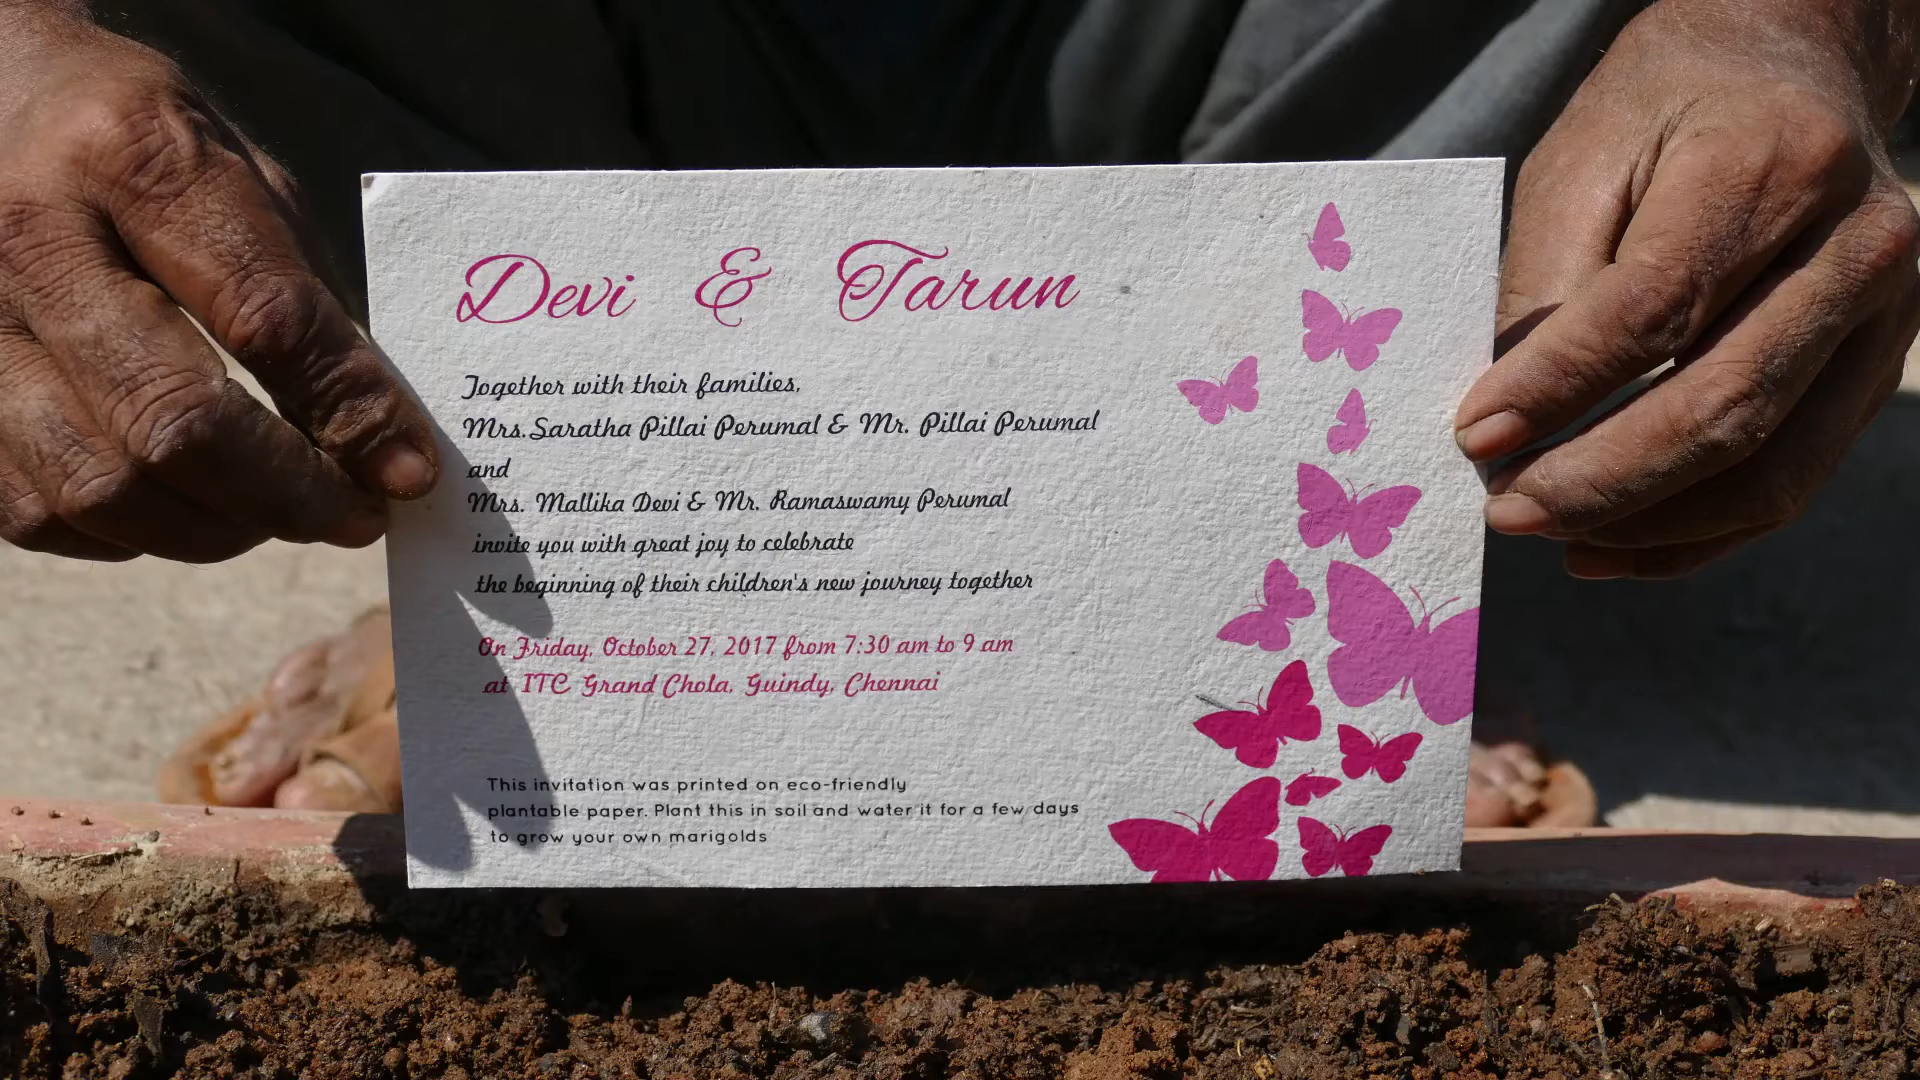 Devi & Tarun
Together with their families,
Mrs.Saratha Pillai Perumal & Mr. Pillai Perumal
and
Mrs. Mallika Devi & Mr. Ramaswamy Perumal
invite you with great joy to celebrate
the beginning of their children's new journey together
On Friday, October 27, 2017 from 7:30 am to 9 am
at ITC Grand Chola, Guindy, Chennai
This invitation was printed on eco-friendly
plantable paper. Plant this in soil and water it for a few days
to grow your own marigolds